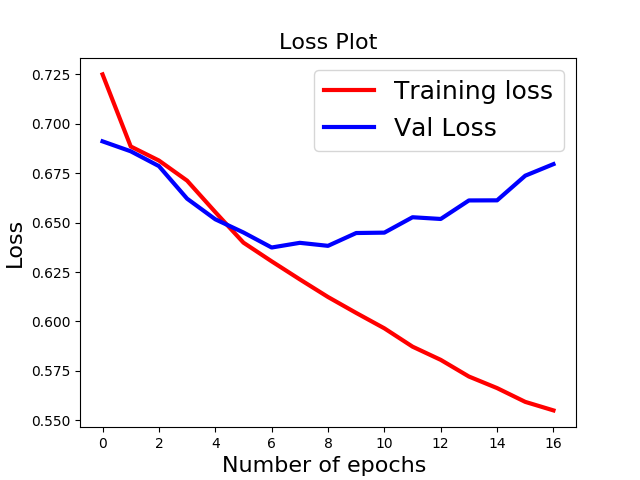 Loss Plot
Training loss
Val Loss
Loss
0.725
0.700
0.675
0.650
0.625
0.600
0.575
0.550
0 2 4 6 8 10 12 14 16
Number of epochs